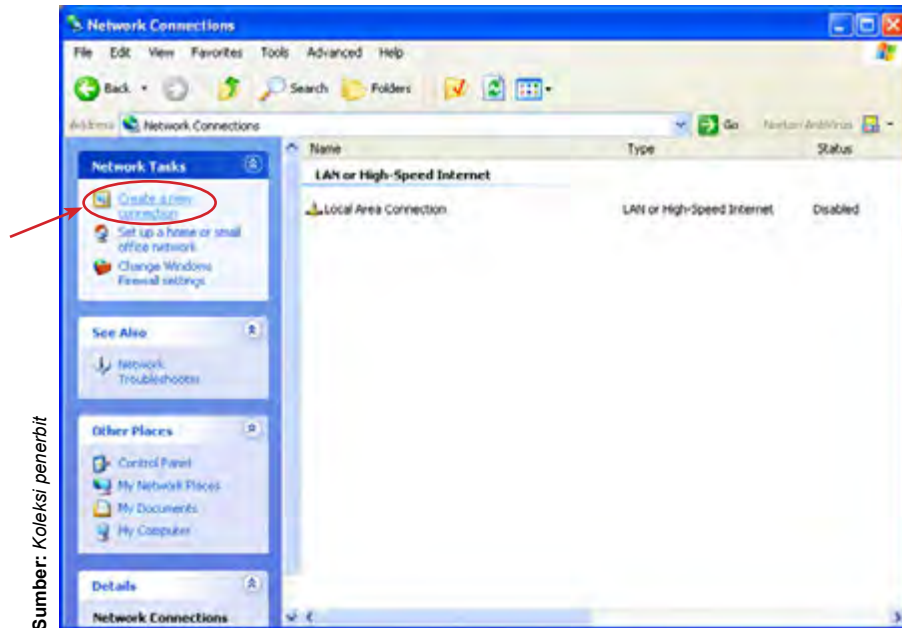 Network Connections
File Edit View Favorites Tools Advanced Help
Back Search Folders
Address Network Connections Go Norton AntiVirus
Network Tasks
Create a new
connection
Set up a home or small
office network
Change Windows
Firewall settings
See Also
Network
Troubleshooter
Other Places
Control Panel
My Network Places
My Documents
My Computer
Details
Network Connections
Name Type Status
LAN or High-Speed Internet
Local Area Connection LAN or High-Speed Internet Disabled
Sumber: Koleksi penerbit